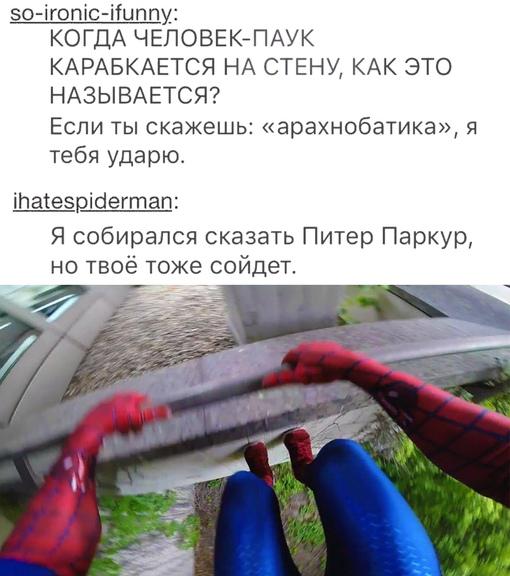 so-ironic-ifunny:
КОГДА ЧЕЛОВЕК-ПАУК
КАРАБКАЕТСЯ НА СТЕНУ, КАК ЭТО
НАЗЫВАЕТСЯ?
Если ты скажешь: «арахнобатика», я
тебя ударю.
ihatespiderman:
Я собирался сказать Питер Паркур,
но твоё тоже сойдет.